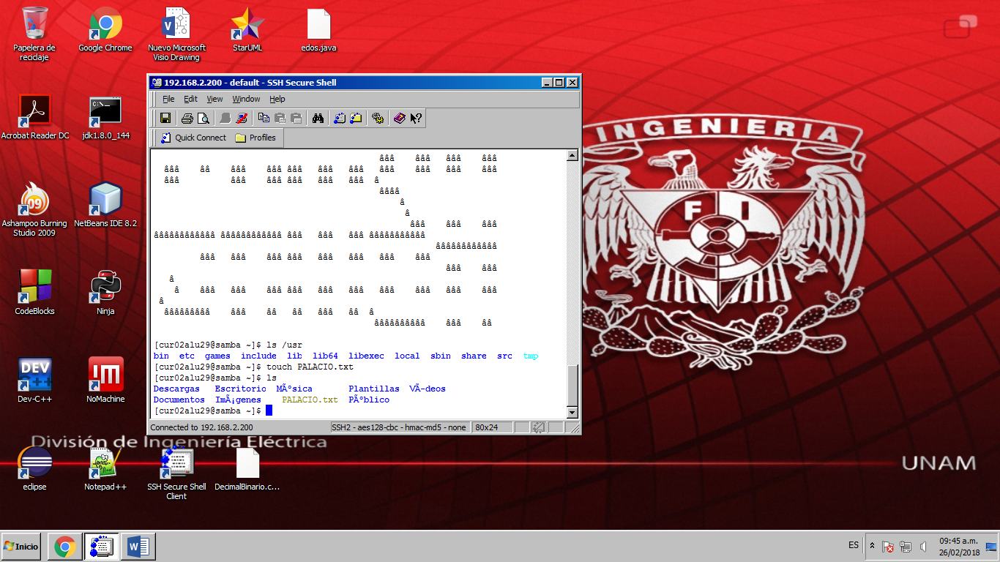 Papelera de reciclaje
Google Chrome
Nuevo Microsoft Visio Drawing
StarUML
edos.java
Acrobat Reader DC
jdk1.8.0_144
Ashampoo Burning Studio 2009
NetBeans IDE 8.2
CodeBlocks
Ninja
Dev-C++
NoMachine
eclipse
Notepad++
SSH Secure Shell Client
DecimalBinario.c...
192.168.2.200 - default - SSH Secure Shell
File Edit View Window Help
Quick Connect Profiles
âââ âââ âââ âââ
âââ ââ âââ âââ âââ âââ âââ âââ âââ âââ âââ
âââ âââ âââ âââ âââ âââ â
ââââ
â
â
âââ âââ âââ
ââââââââââââ ââââââââââââ âââ âââ âââ âââââââââââ
ââââââââââââ
âââ âââ âââ âââ âââ âââ âââ âââ
âââ âââ
â
â âââ âââ âââ âââ âââ âââ âââ âââ âââ âââ
â
âââââââââ âââ ââ ââ âââ ââ â
ââââââââââ âââ ââ
[cur02alu29@samba ~]$ ls /usr
bin etc games include lib lib64 libexec local sbin share src tmp
[cur02alu29@samba ~]$ touch PALACIO.txt
[cur02alu29@samba ~]$ ls
Descargas Escritorio MÃºsica Plantillas VÃ-deos
Documentos ImÃ¡genes PALACIO.txt PÃºblico
[cur02alu29@samba ~]$
Connected to 192.168.2.200 SSH2 - aes128-cbc - hmac-md5 - none 80x24
INGENIERIA
F I
División de Ingeniería Eléctrica
UNAM
Inicio
ES
09:45 a.m.
26/02/2018